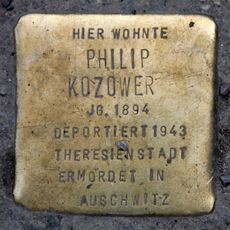 HIER WOHNTE
PHILIP
KOZOWER
JG. 1894
DEPORTIERT 1943
THERESIENSTADT
ERMORDET IN
AUSCHWITZ